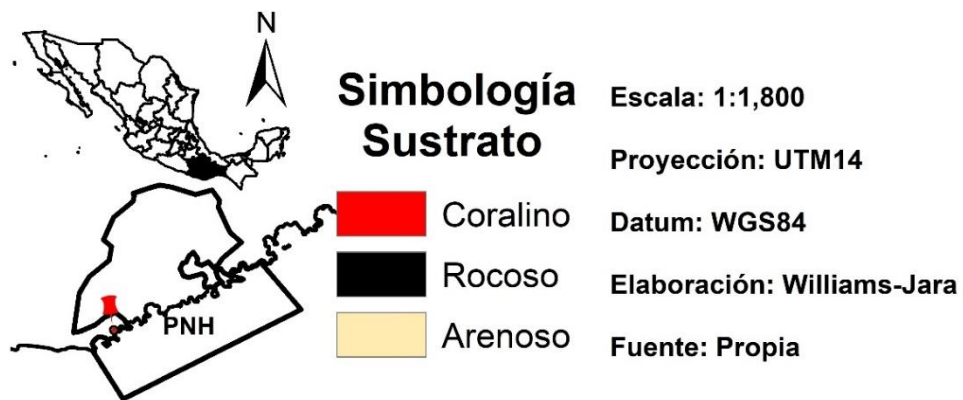 N
Simbología
Sustrato
Coralino
Rocoso
Arenoso
PNH
Escala: 1:1,800
Proyección: UTM14
Datum: WGS84
Elaboración: Williams-Jara
Fuente: Propia